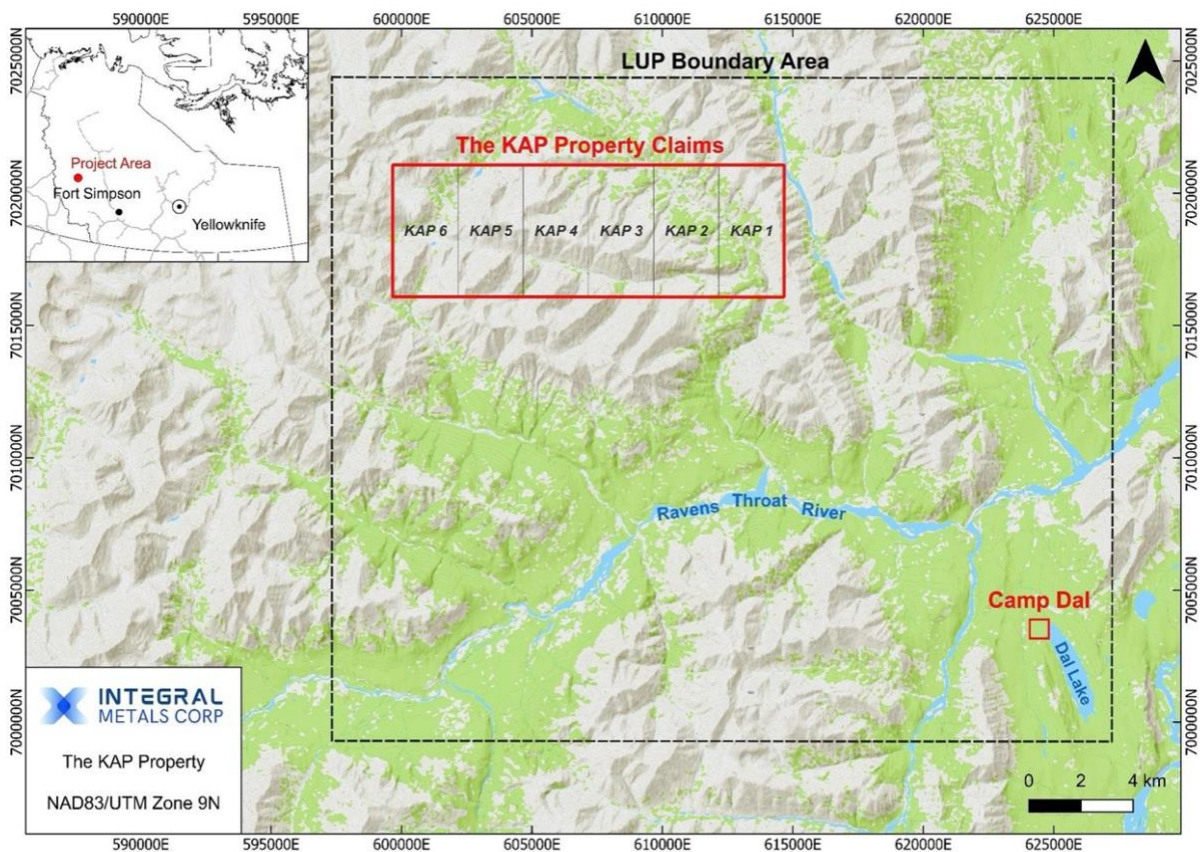 590000E 595000E 600000E 605000E 610000E 615000E 620000E 625000E
7025000N
7020000N
7015000N
7010000N
7005000N
7000000N
7025000N
7020000N
7015000N
7010000N
7005000N
7000000N
LUP Boundary Area
Project Area
Fort Simpson
Yellowknife
The KAP Property Claims
KAP 6 KAP 5 KAP 4 KAP 3 KAP 2 KAP 1
Ravens Throat River
Camp Dal
Dal Lake
INTEGRAL
METALS CORP
The KAP Property
NAD83/UTM Zone 9N
0 2 4 km
590000E 595000E 600000E 605000E 610000E 615000E 620000E 625000E